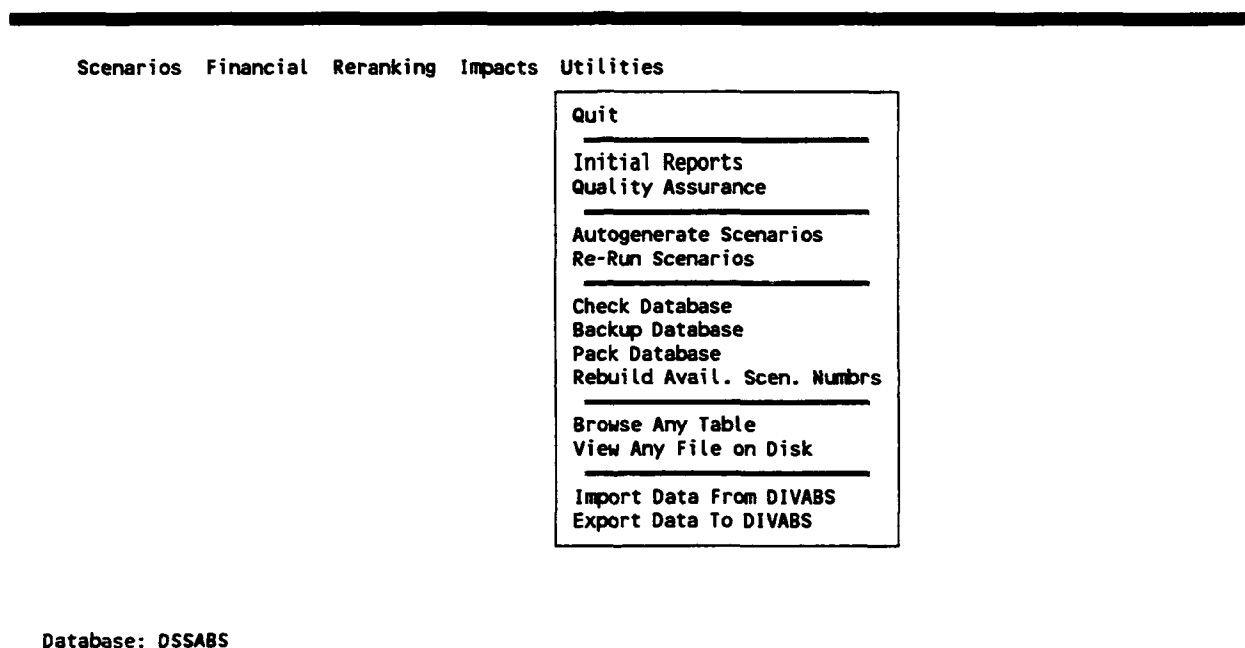 Scenarios Financial Reranking Impacts Utilities
Quit
Initial Reports
Quality Assurance
Autogenerate Scenarios
Re-Run Scenarios
Check Database
Backup Database
Pack Database
Rebuild Avail. Scen. Numbrs
Browse Any Table
View Any File on Disk
Import Data From DIVABS
Export Data To DIVABS
Database: DSSABS